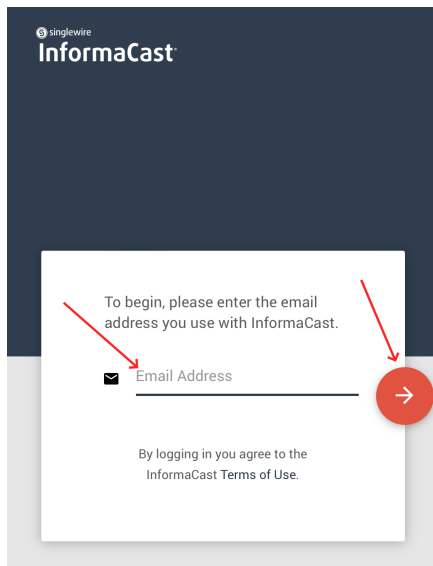 singlewire
InformaCast
To begin, please enter the email
address you use with InformaCast.
Email Address
By logging in you agree to the
InformaCast Terms of Use.